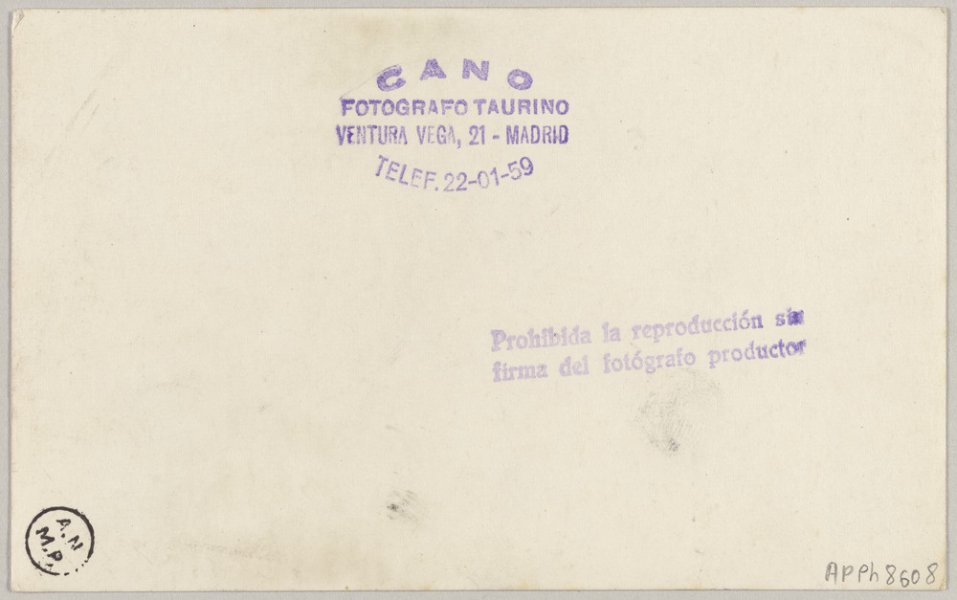 CANO
FOTOGRAFO TAURINO
VENTURA VEGA, 21 - MADRID
TELEF. 22-01-59
Prohibida la reproducción sin
firma del fotógrafo productor
A.N
M.P.
APPh 8608